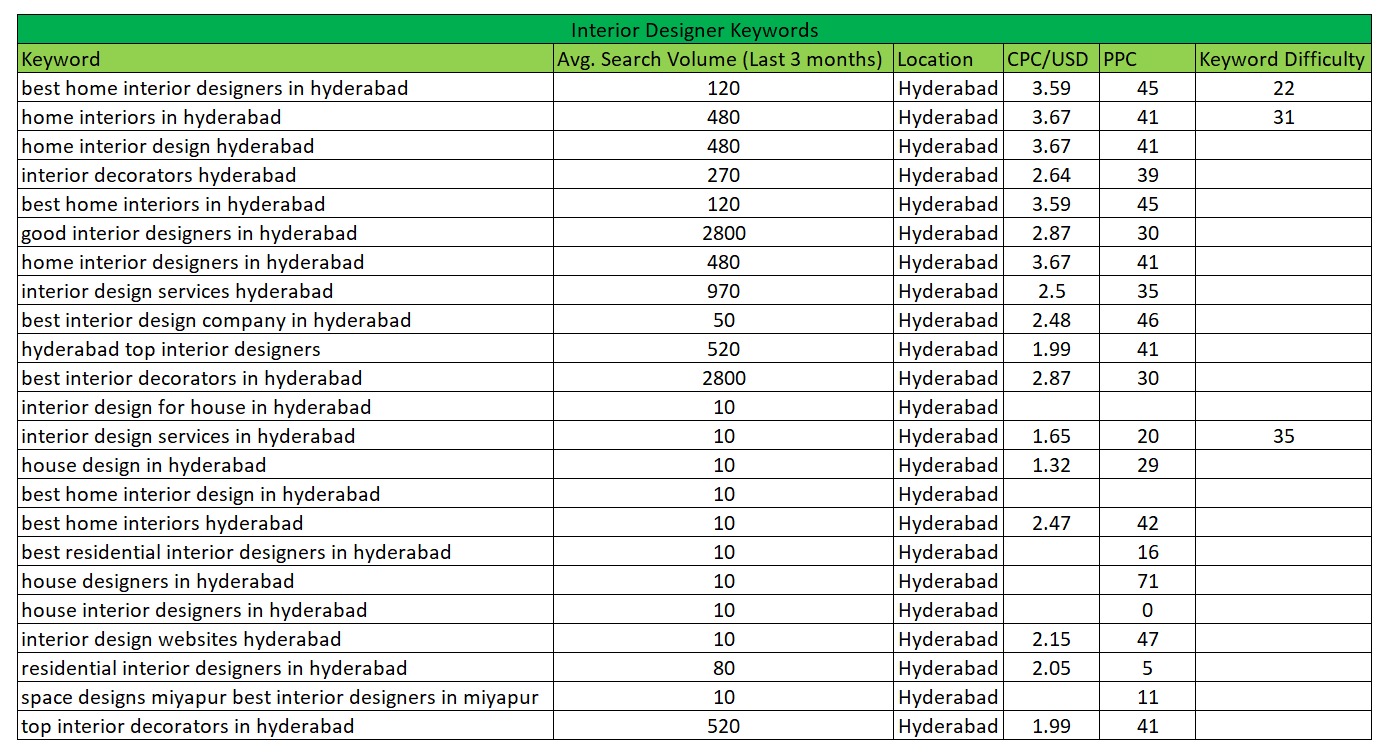 Interior Designer Keywords
Keyword Avg. Search Volume (Last 3 months) Location CPC/USD PPC Keyword Difficulty
best home interior designers in hyderabad 120 Hyderabad 3.59 45 22
home interiors in hyderabad 480 Hyderabad 3.67 41 31
home interior design hyderabad 480 Hyderabad 3.67 41
interior decorators hyderabad 270 Hyderabad 2.64 39
best home interiors in hyderabad 120 Hyderabad 3.59 45
good interior designers in hyderabad 2800 Hyderabad 2.87 30
home interior designers in hyderabad 480 Hyderabad 3.67 41
interior design services hyderabad 970 Hyderabad 2.5 35
best interior design company in hyderabad 50 Hyderabad 2.48 46
hyderabad top interior designers 520 Hyderabad 1.99 41
best interior decorators in hyderabad 2800 Hyderabad 2.87 30
interior design for house in hyderabad 10 Hyderabad
interior design services in hyderabad 10 Hyderabad 1.65 20 35
house design in hyderabad 10 Hyderabad 1.32 29
best home interior design in hyderabad 10 Hyderabad
best home interiors hyderabad 10 Hyderabad 2.47 42
best residential interior designers in hyderabad 10 Hyderabad 16
house designers in hyderabad 10 Hyderabad 71
house interior designers in hyderabad 10 Hyderabad 0
interior design websites hyderabad 10 Hyderabad 2.15 47
residential interior designers in hyderabad 80 Hyderabad 2.05 5
space designs miyapur best interior designers in miyapur 10 Hyderabad 11
top interior decorators in hyderabad 520 Hyderabad 1.99 41